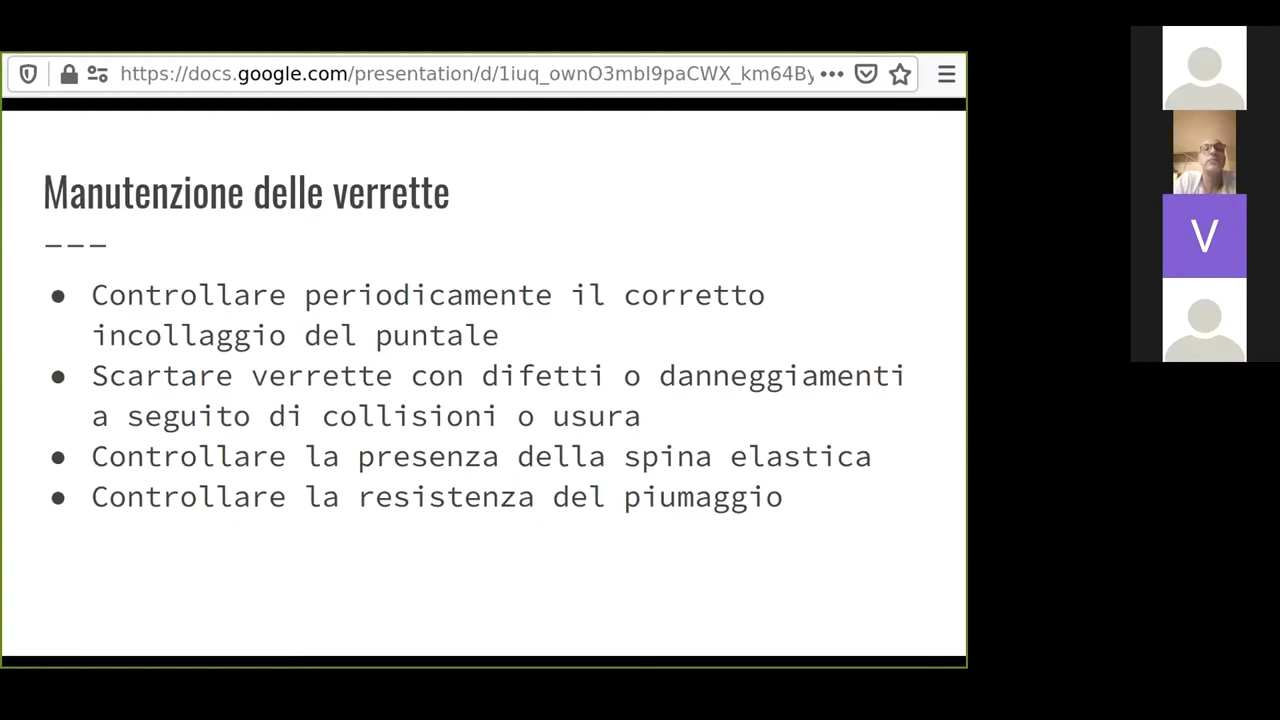 https://docs.google.com/presentation/d/1iuq_ownO3mbI9paCWX_km64By
Manutenzione delle verrette
---
● Controllare periodicamente il corretto
incollaggio del puntale
● Scartare verrette con difetti o danneggiamenti
a seguito di collisioni o usura
● Controllare la presenza della spina elastica
● Controllare la resistenza del piumaggio
V